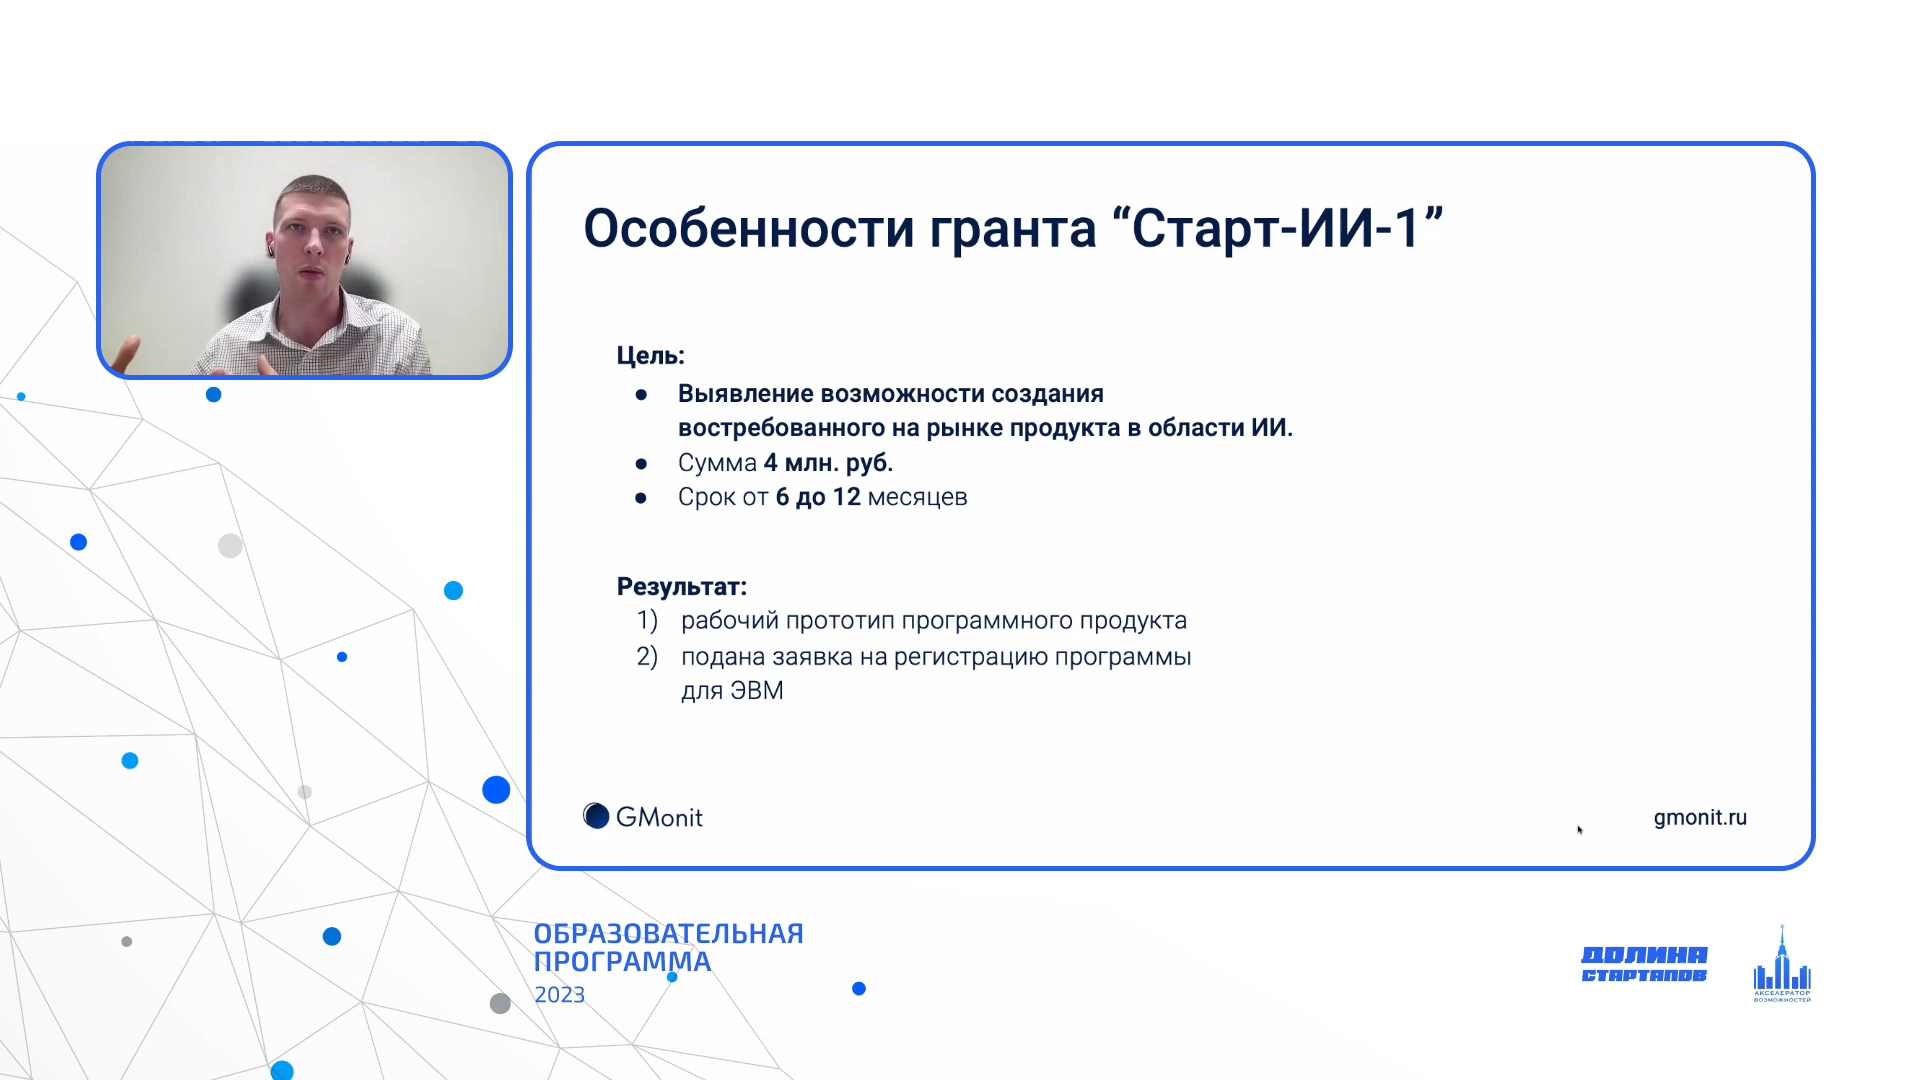 Особенности гранта “Старт-ИИ-1”
Цель:
● Выявление возможности создания
востребованного на рынке продукта в области ИИ.
● Сумма 4 млн. руб.
● Срок от 6 до 12 месяцев
Результат:
1) рабочий прототип программного продукта
2) подана заявка на регистрацию программы
для ЭВМ
GMonit
gmonit.ru
ОБРАЗОВАТЕЛЬНАЯ
ПРОГРАММА
2023
ДОЛИНА
СТАРТАПОВ
АКСЕЛЕРАТОР
ВОЗМОЖНОСТЕЙ